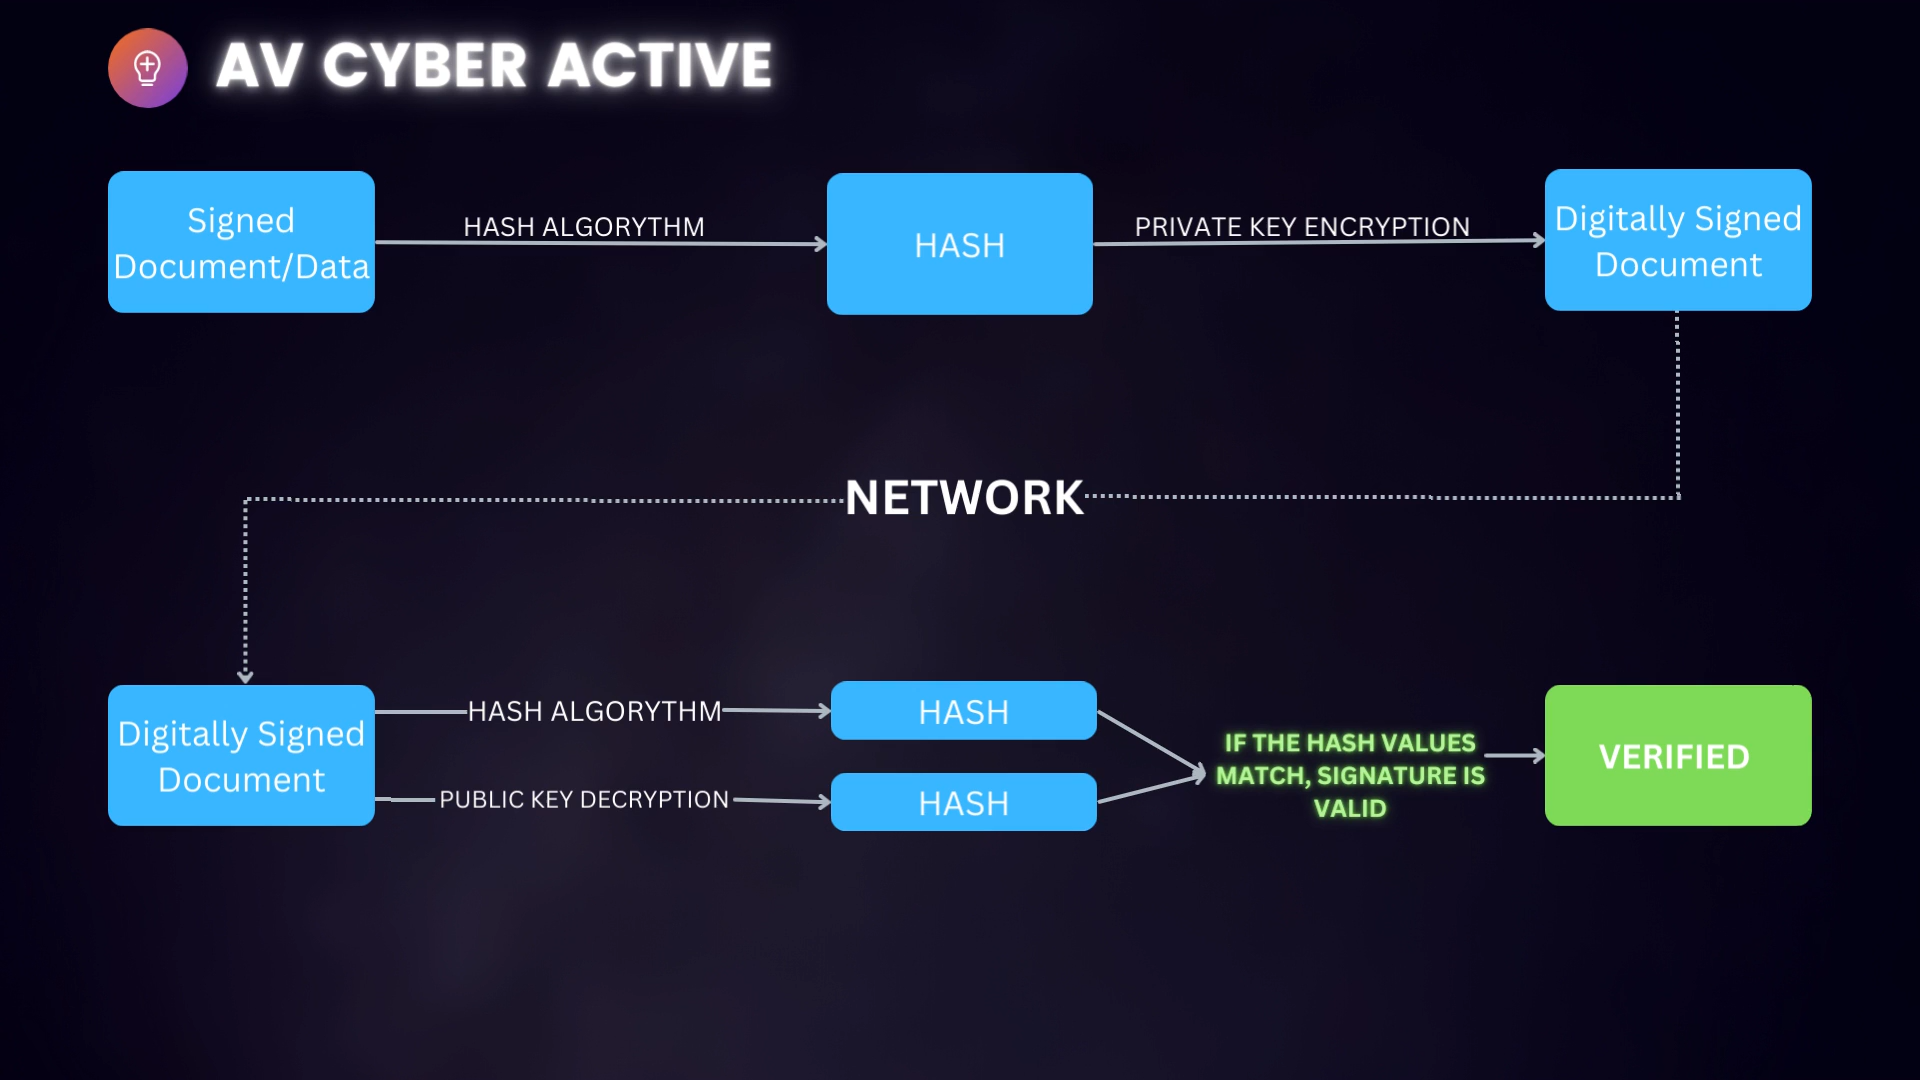 AV CYBER ACTIVE
Signed
Document/Data
HASH ALGORYTHM
HASH
PRIVATE KEY ENCRYPTION
Digitally Signed
Document
NETWORK
Digitally Signed
Document
HASH ALGORYTHM
HASH
PUBLIC KEY DECRYPTION
HASH
IF THE HASH VALUES
MATCH, SIGNATURE IS
VALID
VERIFIED